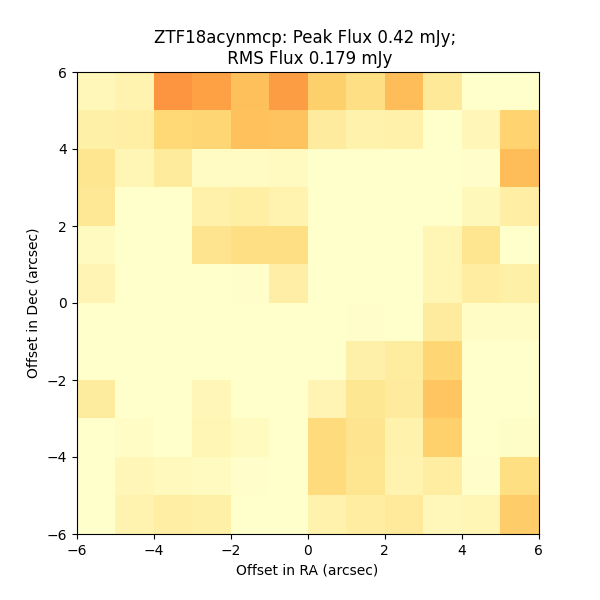 ZTF18acynmcp: Peak Flux 0.42 mJy;
RMS Flux 0.179 mJy
6
4
2
0
−2
−4
−6
Offset in Dec (arcsec)
−6 −4 −2 0 2 4 6
Offset in RA (arcsec)